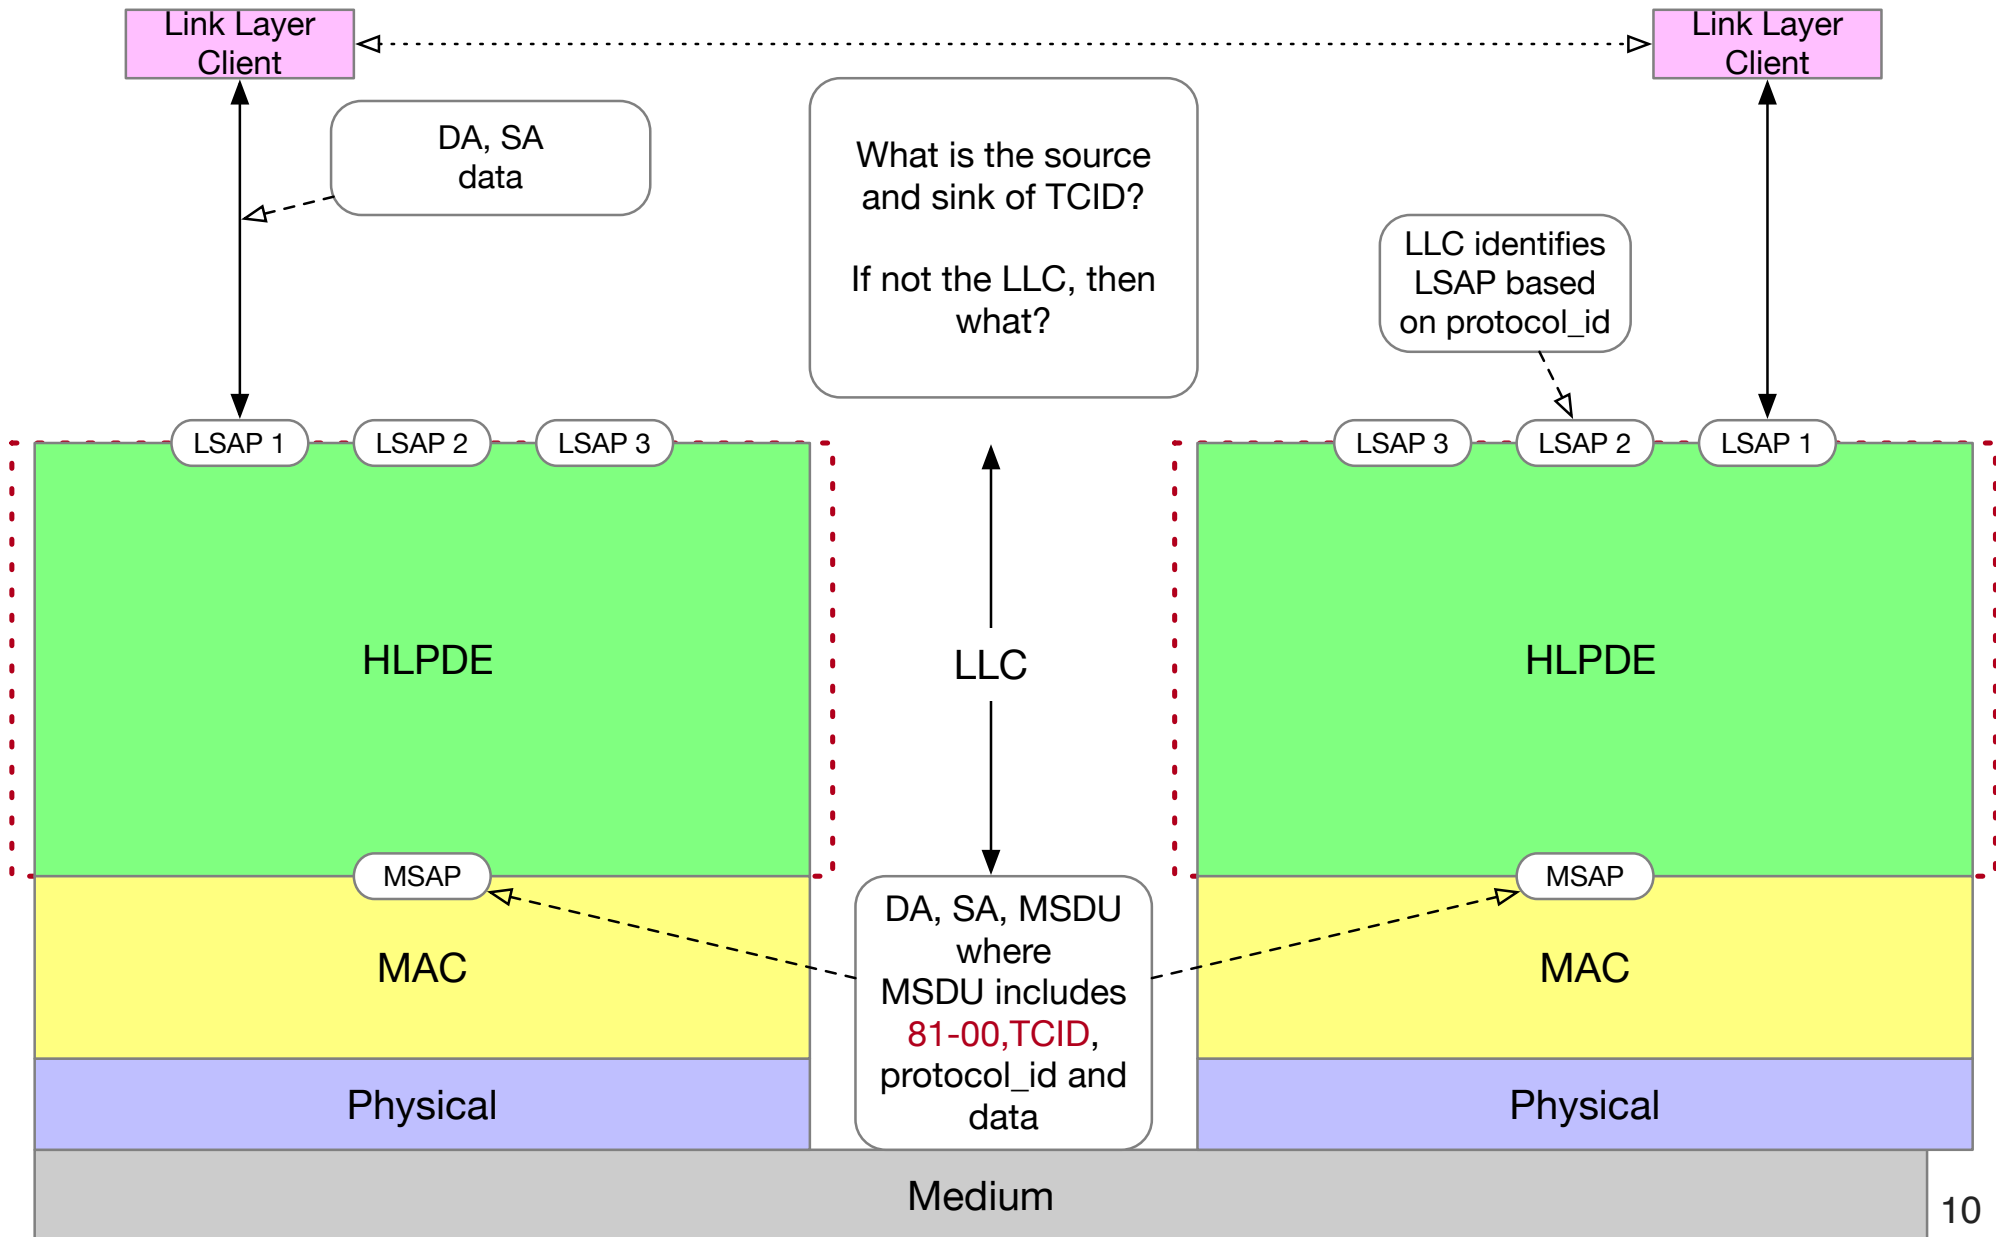 Link Layer
Client
Link Layer
Client
DA, SA
data
What is the source
and sink of TCID?
If not the LLC, then
what?
LLC identifies
LSAP based
on protocol_id
LSAP 1
LSAP 2
LSAP 3
LSAP 3
LSAP 2
LSAP 1
HLPDE
LLC
HLPDE
MSAP
MSAP
DA, SA, MSDU
where
MSDU includes
81-00,TCID,
protocol_id and
data
MAC
MAC
Physical
Physical
Medium
10